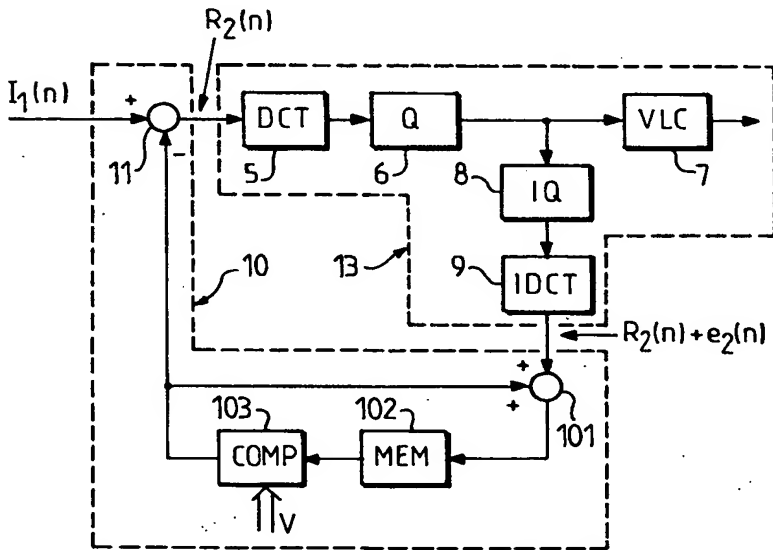 R₂(n)
I₁(n)
+
-
11
DCT
5
Q
6
VLC
7
8
IQ
10
13
9
IDCT
R₂(n)+e₂(n)
+
+
101
103
102
COMP
MEM
V